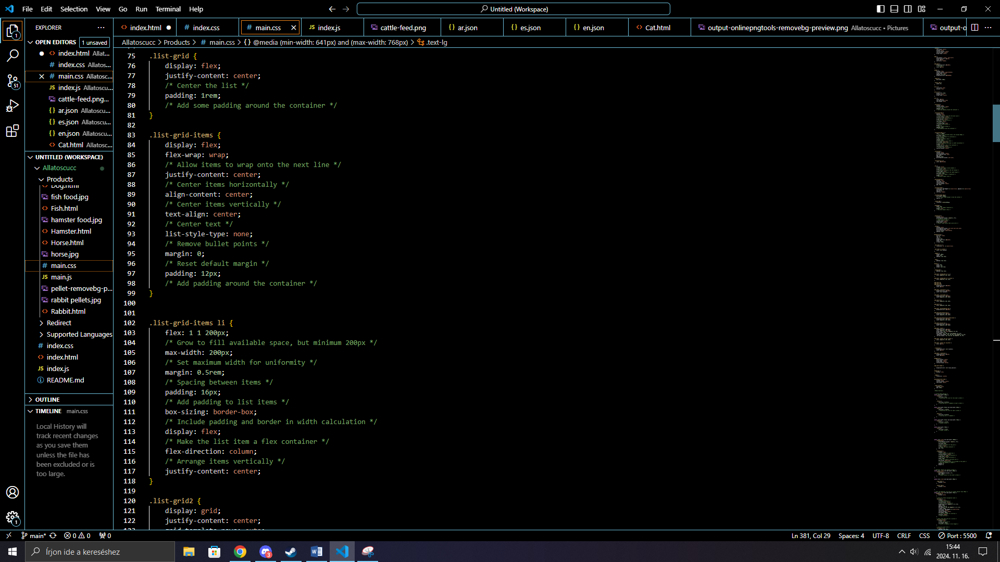 File Edit Selection View Go Run Terminal Help
Untitled (Workspace)
EXPLORER
OPEN EDITORS 1 unsaved
index.html Allat...
# index.css Allatos...
# main.css Allatosc...
JS index.js Allatoscu...
cattle-feed.png...
{} ar.json Allatoscu...
{} es.json Allatoscu...
{} en.json Allatoscu...
<> Cat.html Allatosc...
UNTITLED (WORKSPACE)
Allatoscucc
Products
Dog.html
fish food.jpg
Fish.html
hamster food.jpg
Hamster.html
Horse.html
horse.jpg
# main.css
JS main.js
pellet-removebg-p...
rabbit pellets.jpg
Rabbit.html
Redirect
Supported Languages
# index.css
<> index.html
JS index.js
README.md
OUTLINE
TIMELINE main.css
Local History will
track recent changes
as you save them
unless the file has
been excluded or is
too large.
index.html # index.css # main.css JS index.js cattle-feed.png {} ar.json {} es.json {} en.json <> Cat.html output-onlinepngtools-removebg-preview.png Allatoscucc • Pictures output-o
Allatoscucc > Products > # main.css > {} @media (min-width: 641px) and (max-width: 768px) > .text-lg
75 .list-grid {
76 display: flex;
77 justify-content: center;
78 /* Center the list */
79 padding: 1rem;
80 /* Add some padding around the container */
81 }
82
83 .list-grid-items {
84 display: flex;
85 flex-wrap: wrap;
86 /* Allow items to wrap onto the next line */
87 justify-content: center;
88 /* Center items horizontally */
89 align-content: center;
90 /* Center items vertically */
91 text-align: center;
92 /* Center text */
93 list-style-type: none;
94 /* Remove bullet points */
95 margin: 0;
96 /* Reset default margin */
97 padding: 12px;
98 /* Add padding around the container */
99 }
100
101
102 .list-grid-items li {
103 flex: 1 1 200px;
104 /* Grow to fill available space, but minimum 200px */
105 max-width: 200px;
106 /* Set maximum width for uniformity */
107 margin: 0.5rem;
108 /* Spacing between items */
109 padding: 16px;
110 /* Add padding to list items */
111 box-sizing: border-box;
112 /* Include padding and border in width calculation */
113 display: flex;
114 /* Make the list item a flex container */
115 flex-direction: column;
116 /* Arrange items vertically */
117 justify-content: center;
118 }
119
120 .list-grid2 {
121 display: grid;
122 justify-content: center;
main* 0 0 0
Ln 381, Col 29 Spaces: 4 UTF-8 CRLF CSS Port : 5500
Írjon ide a kereséshez
15:44
2024. 11. 16.